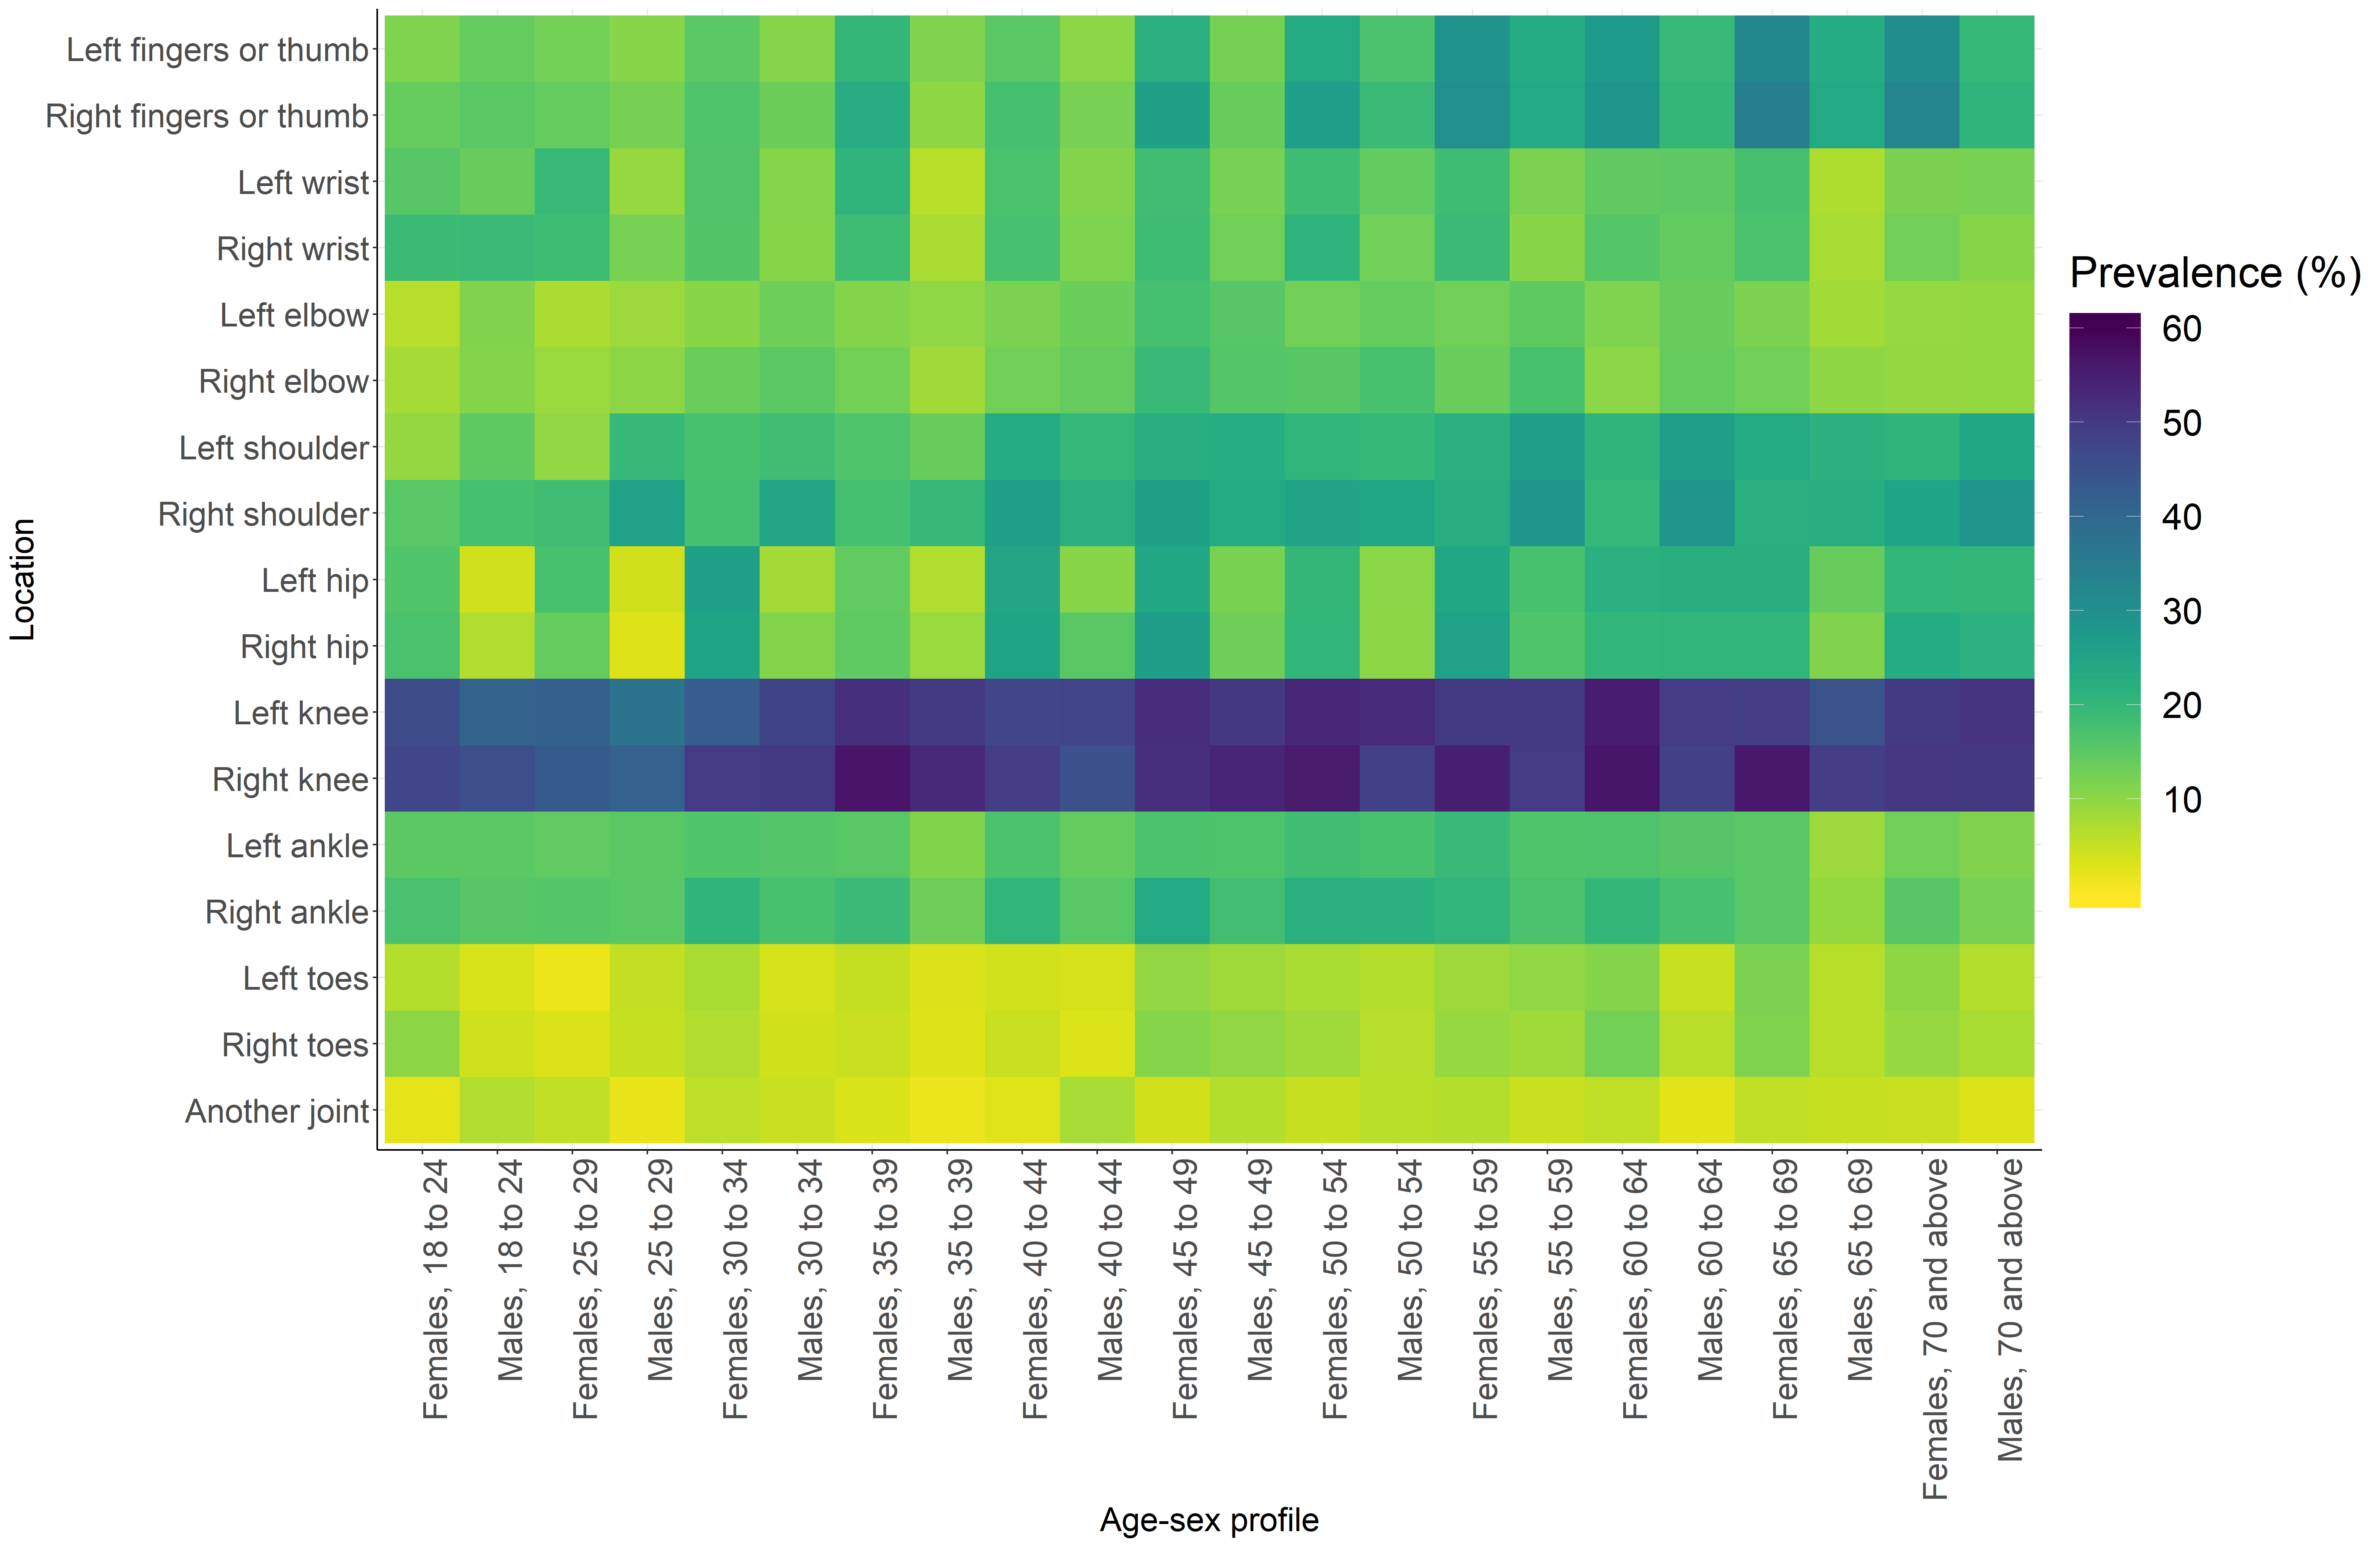 Left fingers or thumb
Right fingers or thumb
Left wrist
Right wrist
Left elbow
Right elbow
Left shoulder
Right shoulder
Left hip
Right hip
Left knee
Right knee
Left ankle
Right ankle
Left toes
Right toes
Another joint
Location
Females, 18 to 24
Males, 18 to 24
Females, 25 to 29
Males, 25 to 29
Females, 30 to 34
Males, 30 to 34
Females, 35 to 39
Males, 35 to 39
Females, 40 to 44
Males, 40 to 44
Females, 45 to 49
Males, 45 to 49
Females, 50 to 54
Males, 50 to 54
Females, 55 to 59
Males, 55 to 59
Females, 60 to 64
Males, 60 to 64
Females, 65 to 69
Males, 65 to 69
Females, 70 and above
Males, 70 and above
Age-sex profile
Prevalence (%)
60
50
40
30
20
10